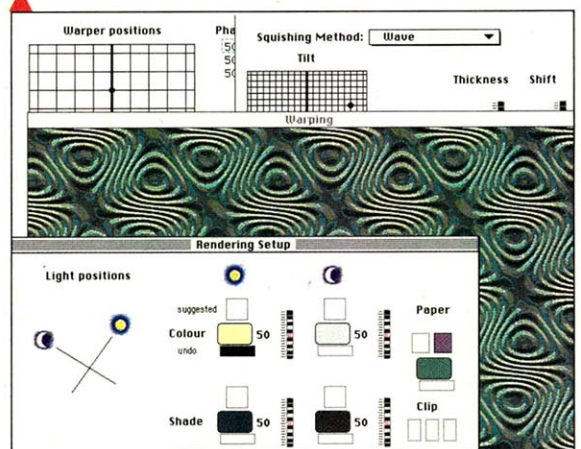 Warper positions
Pha
50
50
50
Squishing Method: Wave
Tilt
Thickness Shift
Warping
Rendering Setup
Light positions
suggested
Colour 50 50
undo
Paper
Shade 50 50
Clip